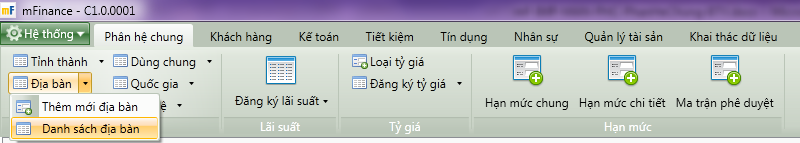 mF mFinance - C1.0.0001
Hệ thống Phân hệ chung Khách hàng Kế toán Tiết kiệm Tín dụng Nhân sự Quản lý tài sản Khai thác dữ liệu
Tỉnh thành Dùng chung Loại tỷ giá
Địa bàn Quốc gia Đăng ký tỷ giá
Thêm mới địa bàn ệ Đăng ký lãi suất Hạn mức chung Hạn mức chi tiết Ma trận phê duyệt
Danh sách địa bàn Lãi suất Tỷ giá Hạn mức